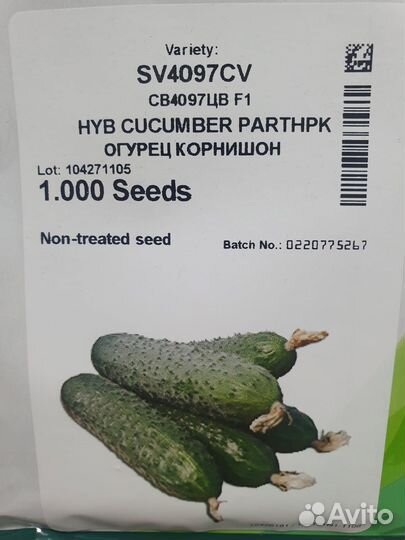 Variety:
SV4097CV
СВ4097ЦВ F1
HYB CUCUMBER PARTHPK
ОГУРЕЦ КОРНИШОН
Lot: 104271105
1.000 Seeds
Non-treated seed
Batch No.: 0220775267
Avito